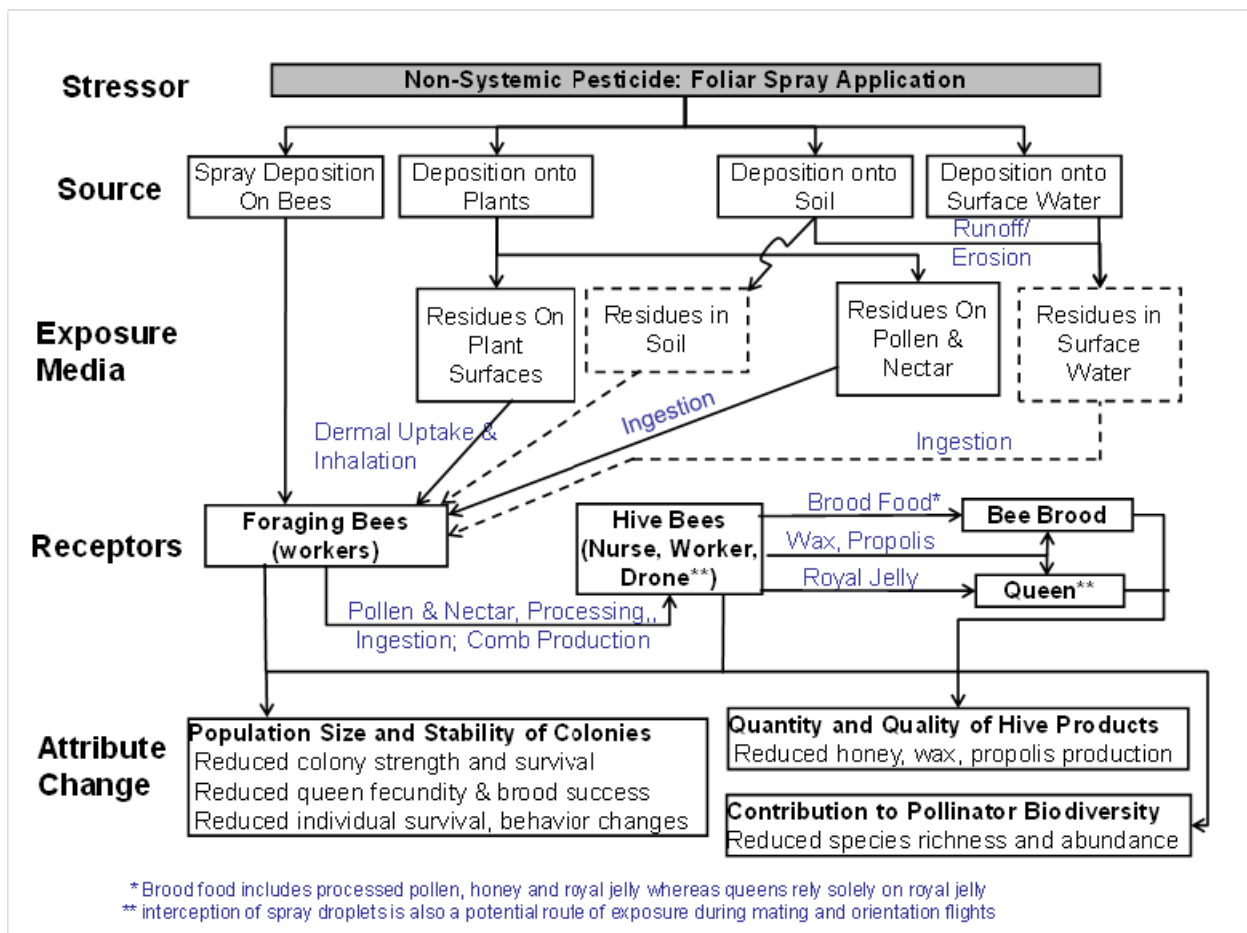 Stressor
Non-Systemic Pesticide: Foliar Spray Application
Source
Spray Deposition
On Bees
Deposition onto
Plants
Deposition onto
Soil
Deposition onto
Surface Water
Runoff/
Erosion
Exposure
Media
Residues On
Plant
Surfaces
Residues in
Soil
Residues On
Pollen &
Nectar
Residues in
Surface
Water
Dermal Uptake &
Inhalation
Ingestion
Ingestion
Receptors
Foraging Bees
(workers)
Hive Bees
(Nurse, Worker,
Drone**)
Brood Food*
Wax, Propolis
Royal Jelly
Bee Brood
Queen**
Pollen & Nectar, Processing,,
Ingestion; Comb Production
Attribute
Change
Population Size and Stability of Colonies
Reduced colony strength and survival
Reduced queen fecundity & brood success
Reduced individual survival, behavior changes
Quantity and Quality of Hive Products
Reduced honey, wax, propolis production
Contribution to Pollinator Biodiversity
Reduced species richness and abundance
* Brood food includes processed pollen, honey and royal jelly whereas queens rely solely on royal jelly
** interception of spray droplets is also a potential route of exposure during mating and orientation flights